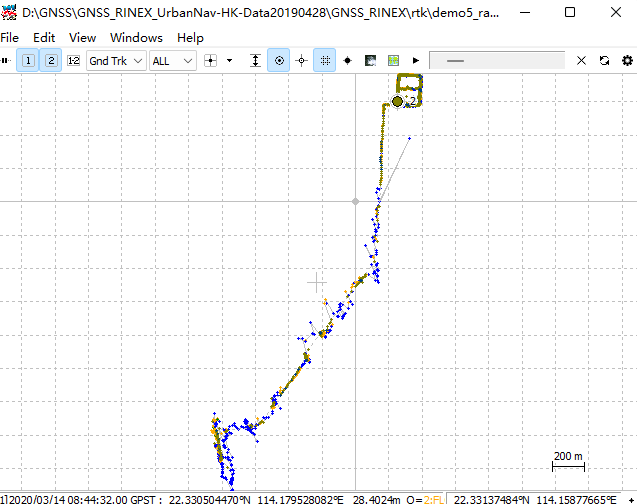 D:\GNSS\GNSS_RINEX_UrbanNav-HK-Data20190428\GNSS_RINEX\rtk\demo5_ra...
File Edit View Windows Help
1 2 1-2 Gnd Trk ALL
2
200 m
1]2020/03/14 08:44:32.00 GPST : 22.330504470°N 114.179528082°E 28.4024m Q=2:FL 22.33137484°N 114.15877665°E